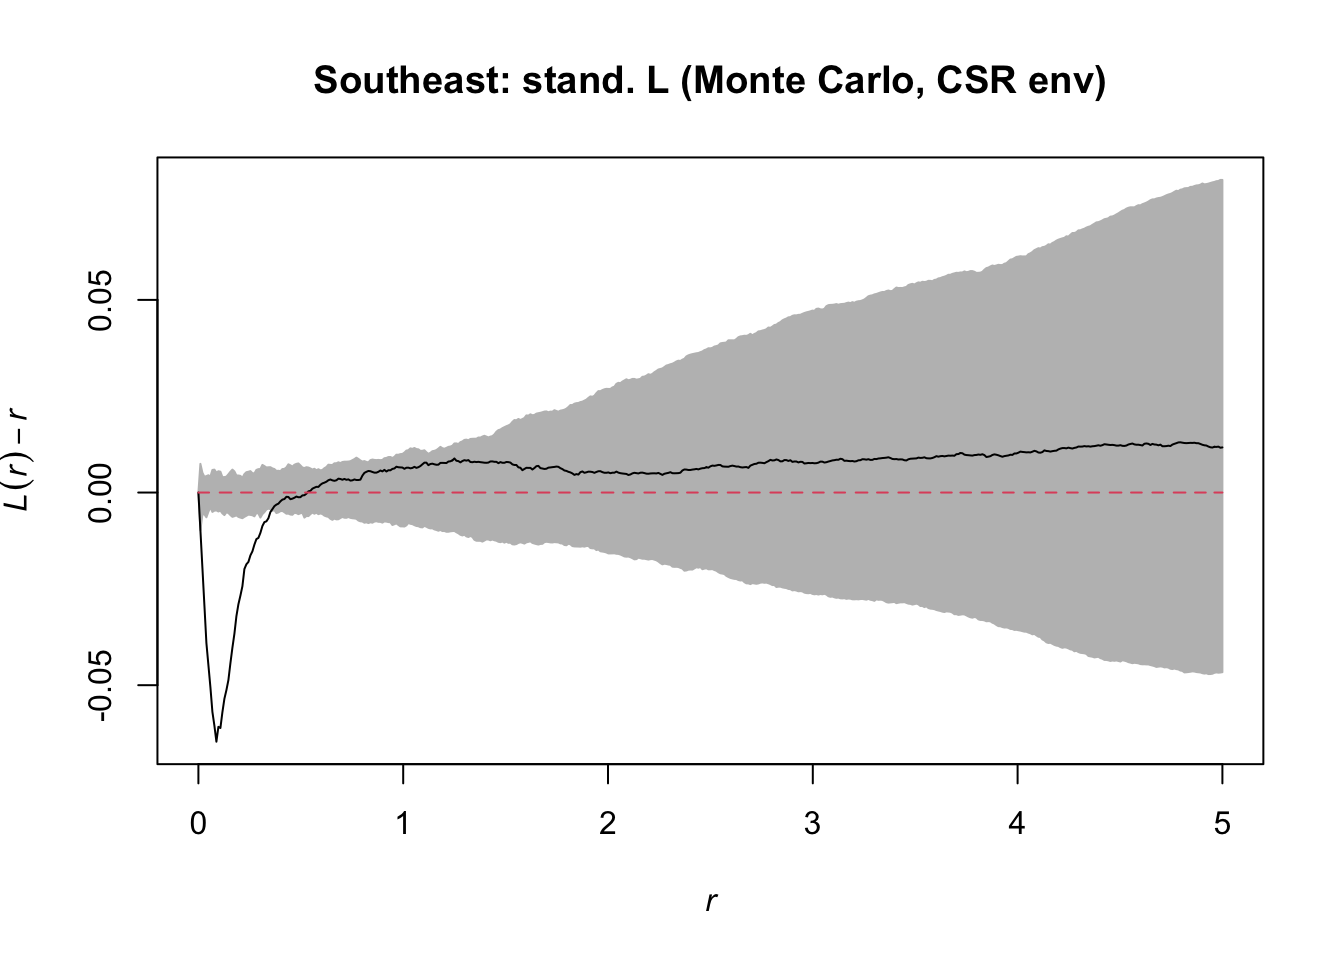 Southeast: stand. L (Monte Carlo, CSR env)
L(r) − r
0.05
0.00
-0.05
0 1 2 3 4 5
r